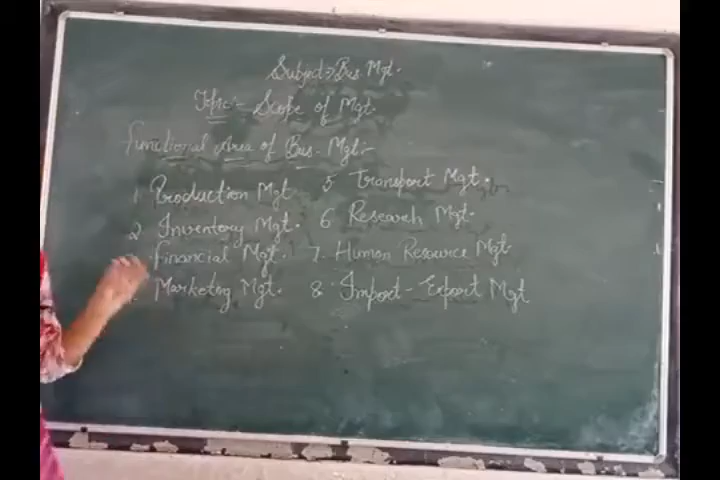 Subject:- Bus. Mgt.
Topic:- Scope of Mgt.
Functional Area of Bus. Mgt:-
1 Production Mgt
2 Inventory Mgt.
Financial Mgt.
Marketing Mgt.
5 Transport Mgt.
6 Research Mgt.
7. Human Resource Mgt
8. Import-Export Mgt